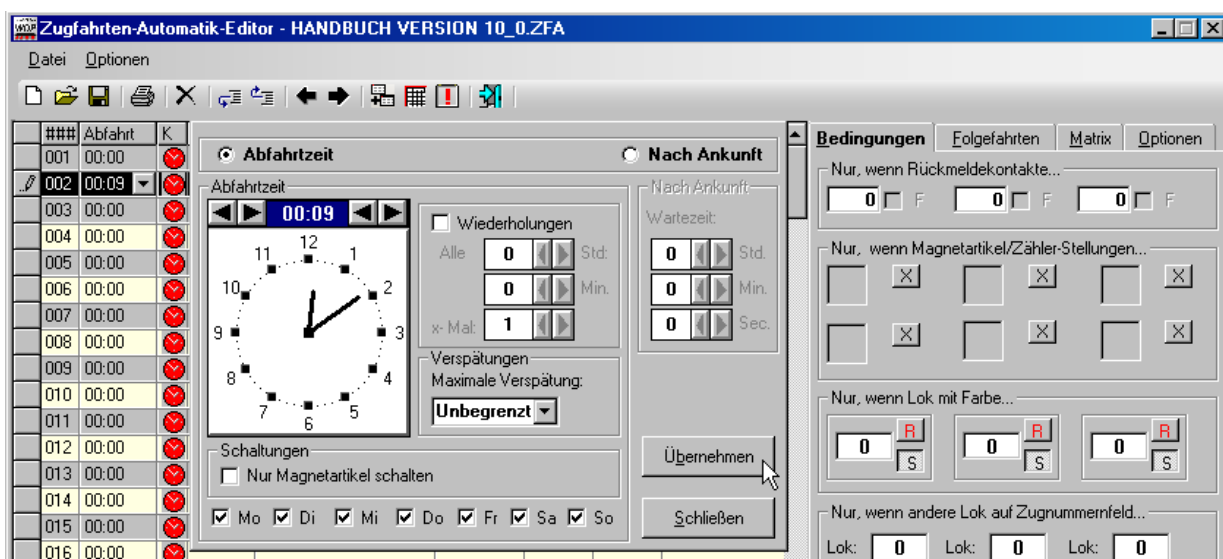 WDP Zugfahrten-Automatik-Editor - HANDBUCH VERSION 10_0.ZFA
Datei Optionen
### Abfahrt K
001 00:00
002 00:09
003 00:00
004 00:00
005 00:00
006 00:00
007 00:00
008 00:00
009 00:00
010 00:00
011 00:00
012 00:00
013 00:00
014 00:00
015 00:00
016 00:00
Abfahrtzeit Nach Ankunft
Abfahrtzeit
00:09
12
11 1
10 2
9 3
8 4
7 5
6
Wiederholungen
Alle 0 Std:
0 Min.
x- Mal: 1
Verspätungen
Maximale Verspätung:
Unbegrenzt
Nach Ankunft
Wartezeit:
0 Std.
0 Min.
0 Sec.
Schaltungen
Nur Magnetartikel schalten
Mo Di Mi Do Fr Sa So
Übernehmen
Schließen
Bedingungen Folgefahrten Matrix Optionen
Nur, wenn Rückmeldekontakte...
0 F 0 F 0 F
Nur, wenn Magnetartikel/Zähler-Stellungen...
X X X
X X X
Nur, wenn Lok mit Farbe...
0 R S 0 R S 0 R S
Nur, wenn andere Lok auf Zugnummernfeld...
Lok: 0 Lok: 0 Lok: 0